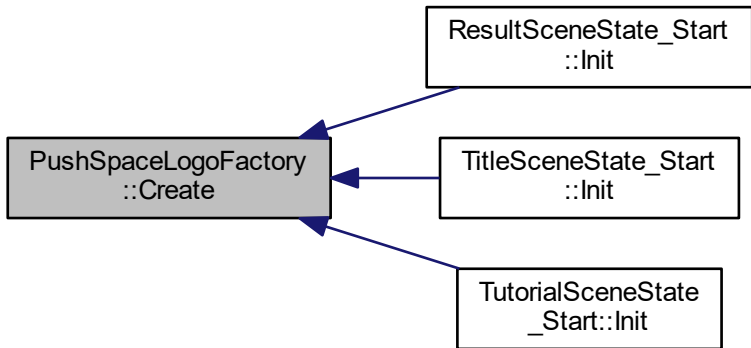 ResultSceneState_Start
::Init
PushSpaceLogoFactory
::Create
TitleSceneState_Start
::Init
TutorialSceneState
_Start::Init